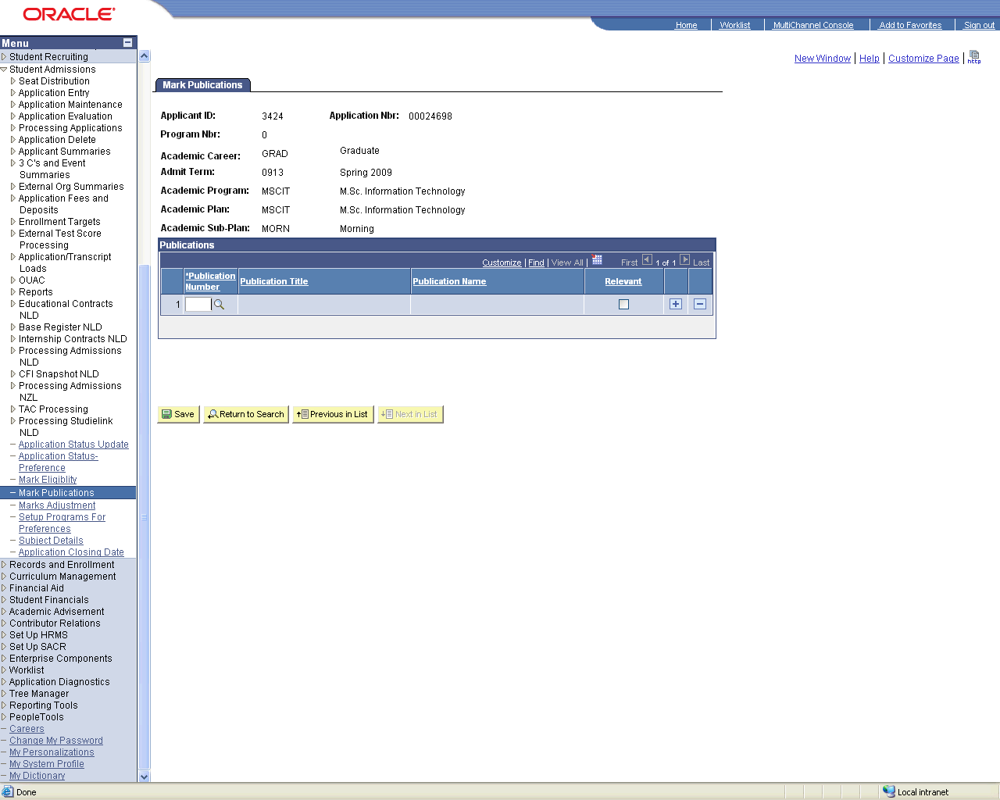 ORACLE®
Home
Worklist
MultiChannel Console
Add to Favorites
Sign out
Menu
Student Recruiting
Student Admissions
Seat Distribution
Application Entry
Application Maintenance
Application Evaluation
Processing Applications
Application Delete
Applicant Summaries
3 C's and Event
Summaries
External Org Summaries
Application Fees and
Deposits
Enrollment Targets
External Test Score
Processing
Application/Transcript
Loads
OUAC
Reports
Educational Contracts
NLD
Base Register NLD
Internship Contracts NLD
Processing Admissions
NLD
CFI Snapshot NLD
Processing Admissions
NZL
TAC Processing
Processing Studielink
NLD
Application Status Update
Application Status-
Preference
Mark Eligiblity
Mark Publications
Marks Adjustment
Setup Programs For
Preferences
Subject Details
Application Closing Date
Records and Enrollment
Curriculum Management
Financial Aid
Student Financials
Academic Advisement
Contributor Relations
Set Up HRMS
Set Up SACR
Enterprise Components
Worklist
Application Diagnostics
Tree Manager
Reporting Tools
PeopleTools
Careers
Change My Password
My Personalizations
My System Profile
My Dictionary
New Window | Help | Customize Page | http
Mark Publications
Applicant ID: 3424 Application Nbr: 00024698
Program Nbr: 0
Academic Career: GRAD Graduate
Admit Term: 0913 Spring 2009
Academic Program: MSCIT M.Sc. Information Technology
Academic Plan: MSCIT M.Sc. Information Technology
Academic Sub-Plan: MORN Morning
Publications
Customize | Find | View All | First 1 of 1 Last
*Publication
Number
Publication Title
Publication Name
Relevant
1
Save
Return to Search
Previous in List
Next in List
Done
Local intranet